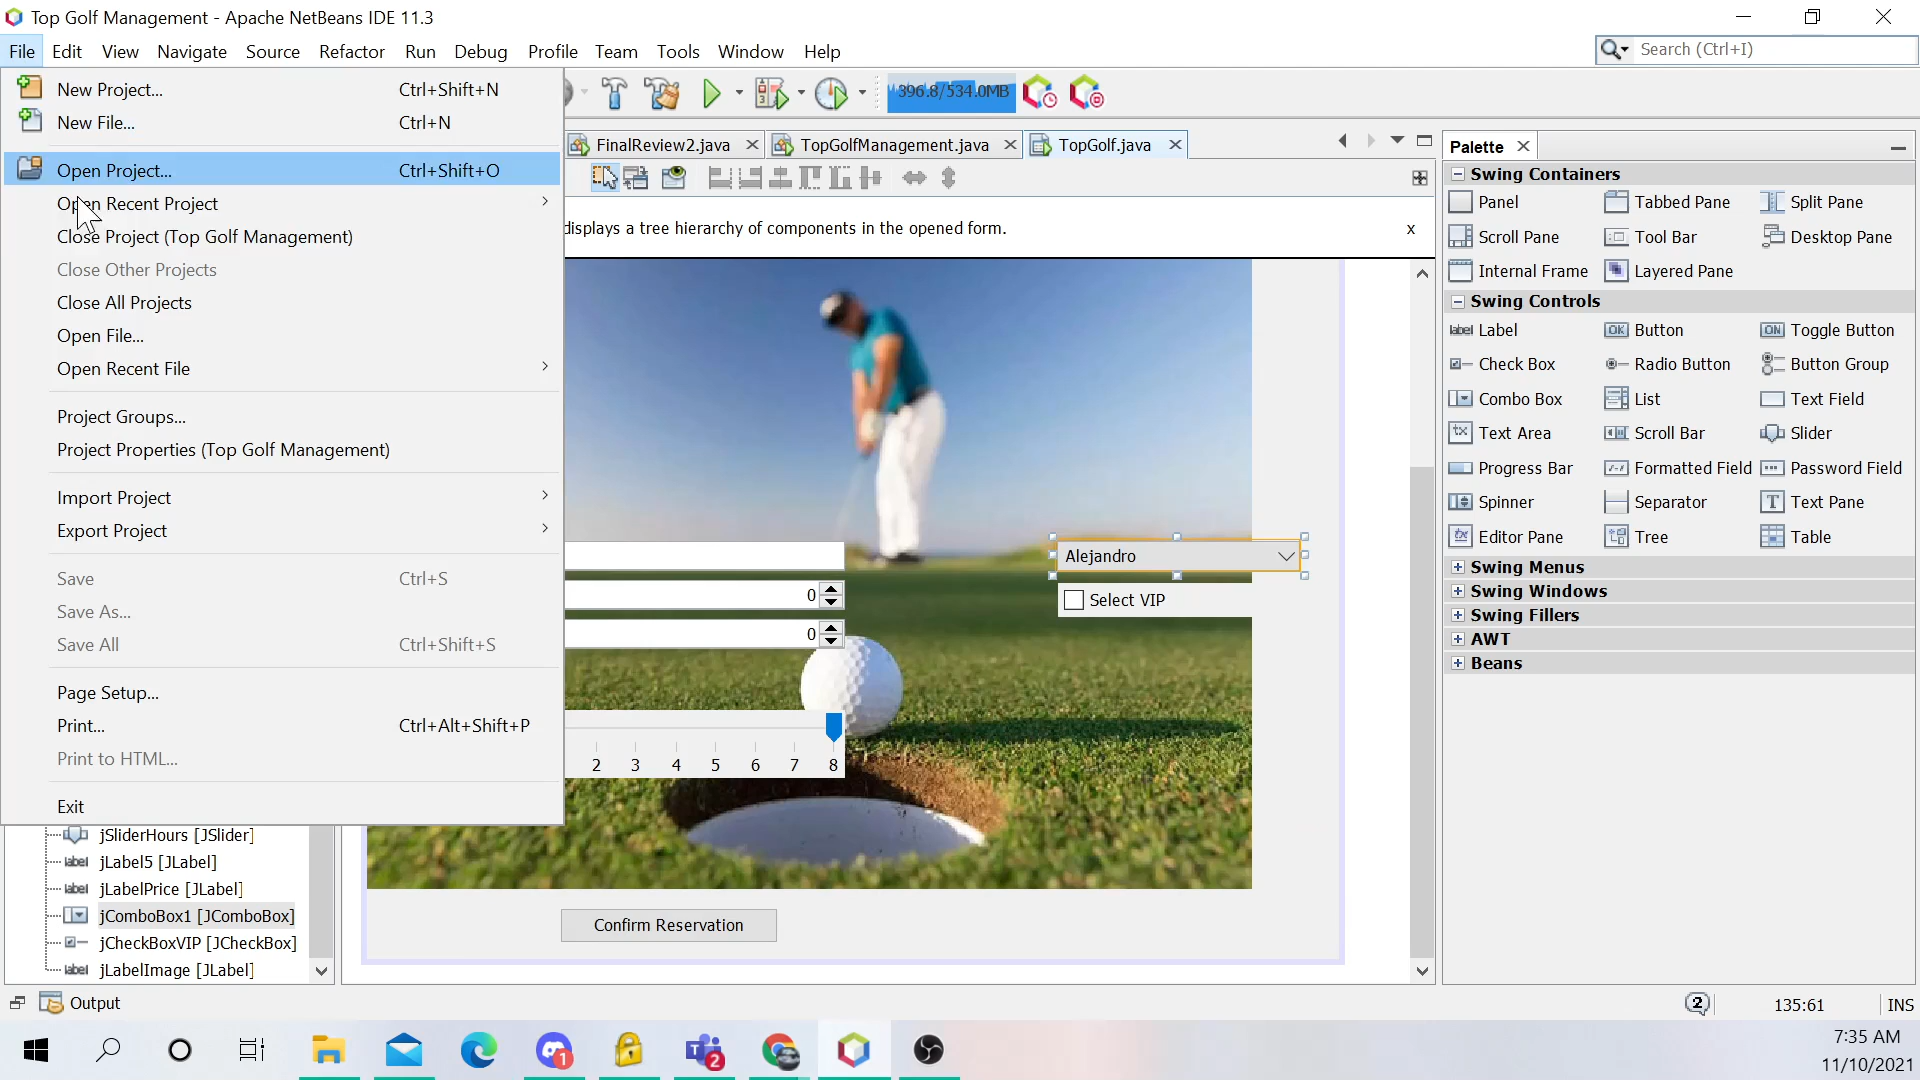 Top Golf Management - Apache NetBeans IDE 11.3
File Edit View Navigate Source Refactor Run Debug Profile Team Tools Window Help
Search (Ctrl+I)
New Project... Ctrl+Shift+N
New File... Ctrl+N
Open Project... Ctrl+Shift+O
Open Recent Project
Close Project (Top Golf Management)
Close Other Projects
Close All Projects
Open File...
Open Recent File
Project Groups...
Project Properties (Top Golf Management)
Import Project
Export Project
Save Ctrl+S
Save As...
Save All Ctrl+Shift+S
Page Setup...
Print... Ctrl+Alt+Shift+P
Print to HTML...
Exit
jSliderHours [JSlider]
label jLabel5 [JLabel]
label jLabelPrice [JLabel]
jComboBox1 [JComboBox]
jCheckBoxVIP [JCheckBox]
label jLabelImage [JLabel]
396.8/534.0MB
FinalReview2.java TopGolfManagement.java TopGolf.java
displays a tree hierarchy of components in the opened form. x
Alejandro
0
Select VIP
0
2 3 4 5 6 7 8
Confirm Reservation
Palette
Swing Containers
Panel Tabbed Pane Split Pane
Scroll Pane Tool Bar Desktop Pane
Internal Frame Layered Pane
Swing Controls
label Label OK Button ON Toggle Button
Check Box Radio Button Button Group
Combo Box List Text Field
tx Text Area Scroll Bar Slider
Progress Bar Formatted Field Password Field
Spinner Separator T Text Pane
Editor Pane Tree Table
Swing Menus
Swing Windows
Swing Fillers
AWT
Beans
Output
2 135:61 INS
1 2
7:35 AM
11/10/2021